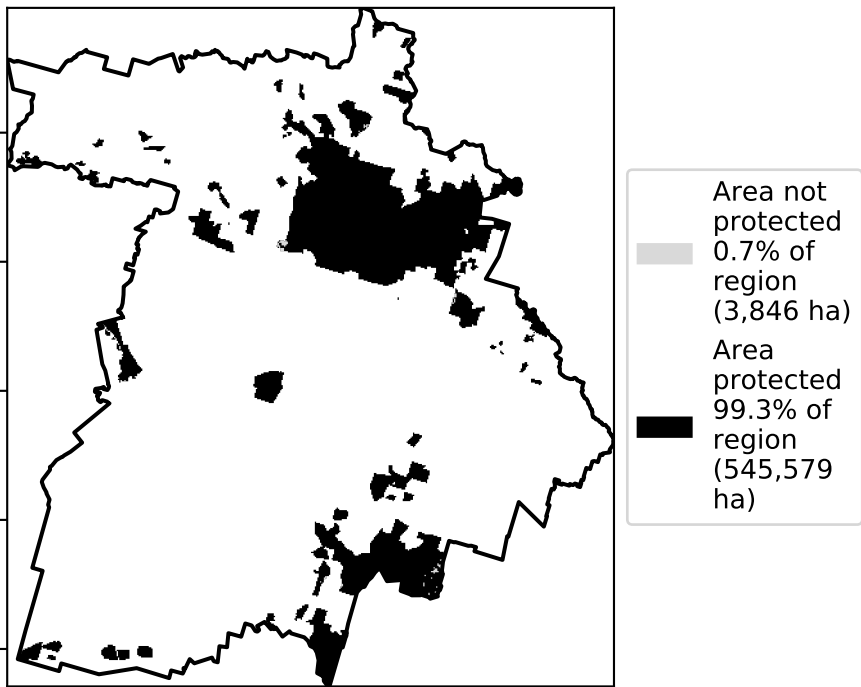 Area not
protected
0.7% of
region
(3,846 ha)
Area
protected
99.3% of
region
(545,579
ha)